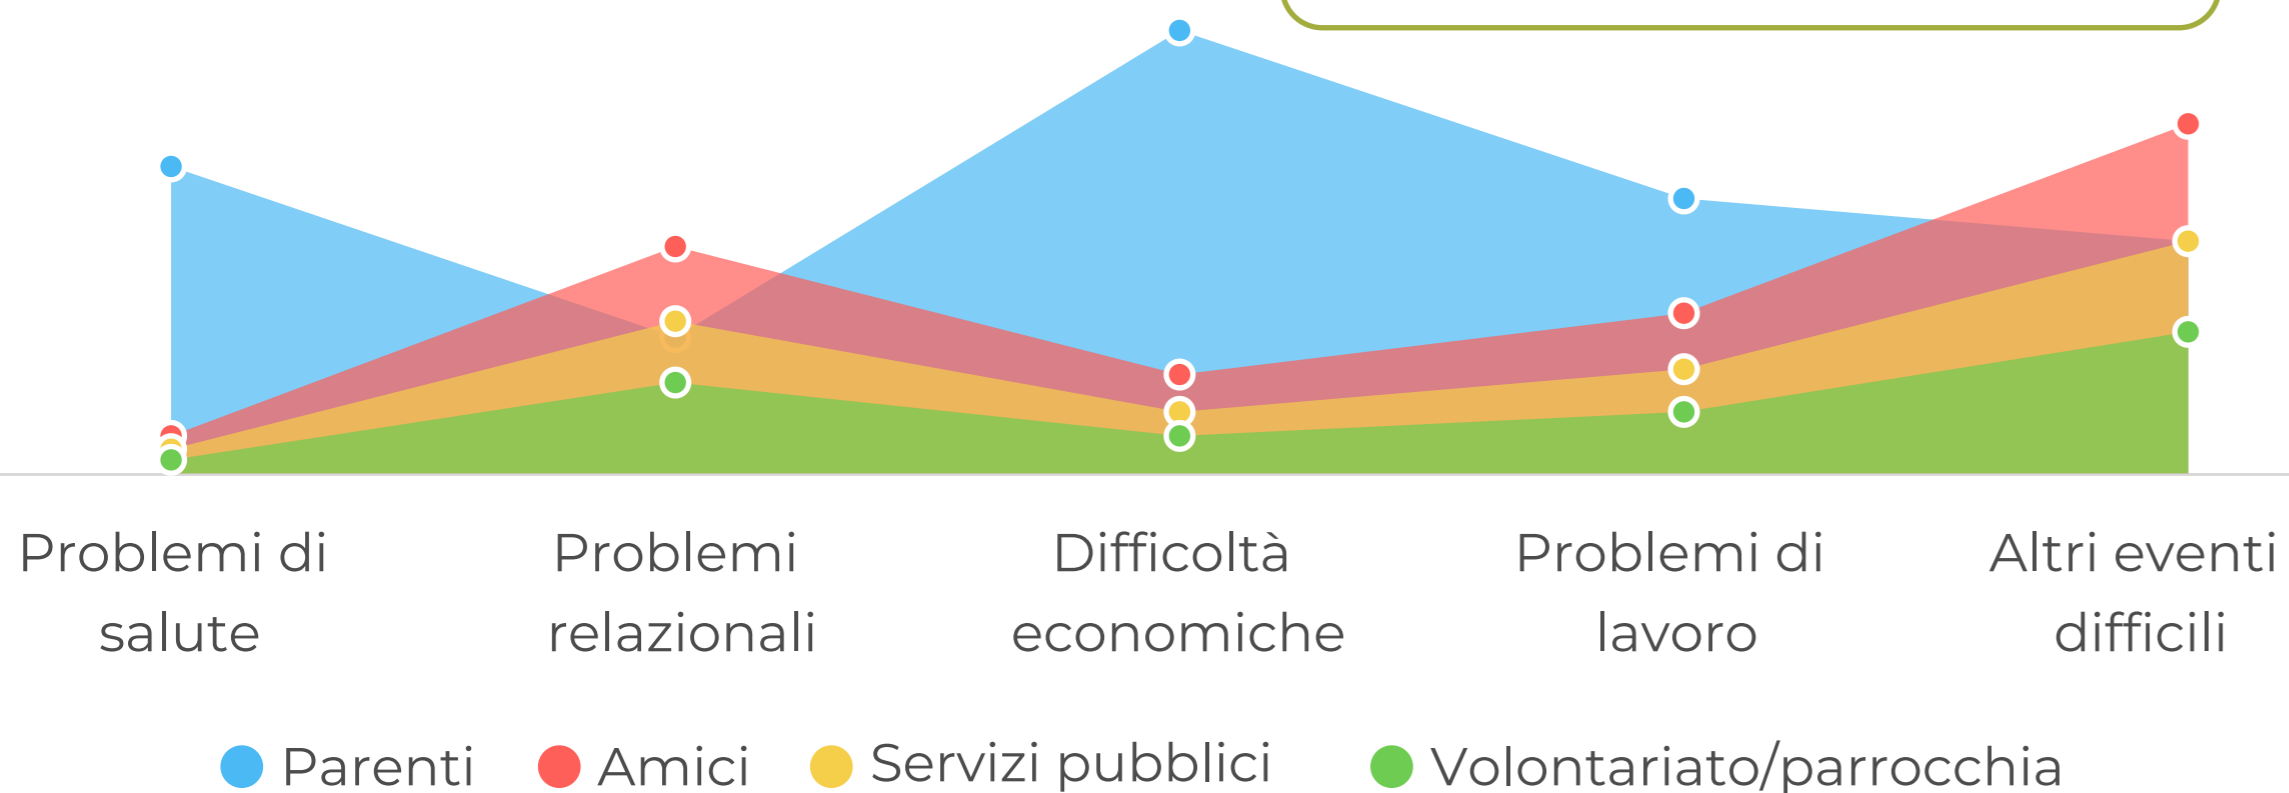 Problemi di
salute
Problemi
relazionali
Difficoltà
economiche
Problemi di
lavoro
Altri eventi
difficili
Parenti
Amici
Servizi pubblici
Volontariato/parrocchia